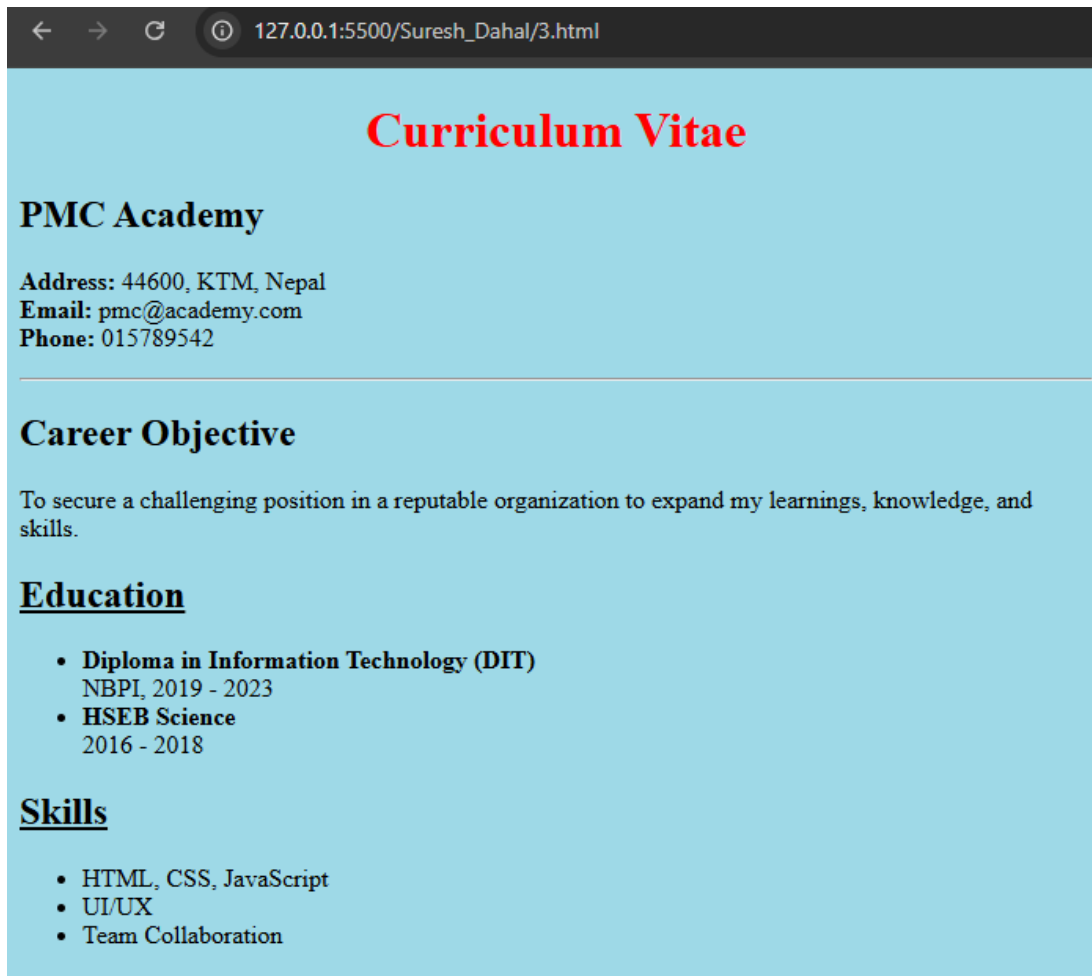 127.0.0.1:5500/Suresh_Dahal/3.html
Curriculum Vitae
PMC Academy
Address: 44600, KTM, Nepal
Email: pmc@academy.com
Phone: 015789542
Career Objective
To secure a challenging position in a reputable organization to expand my learnings, knowledge, and
skills.
Education
• Diploma in Information Technology (DIT)
NBPI, 2019 - 2023
• HSEB Science
2016 - 2018
Skills
• HTML, CSS, JavaScript
• UI/UX
• Team Collaboration